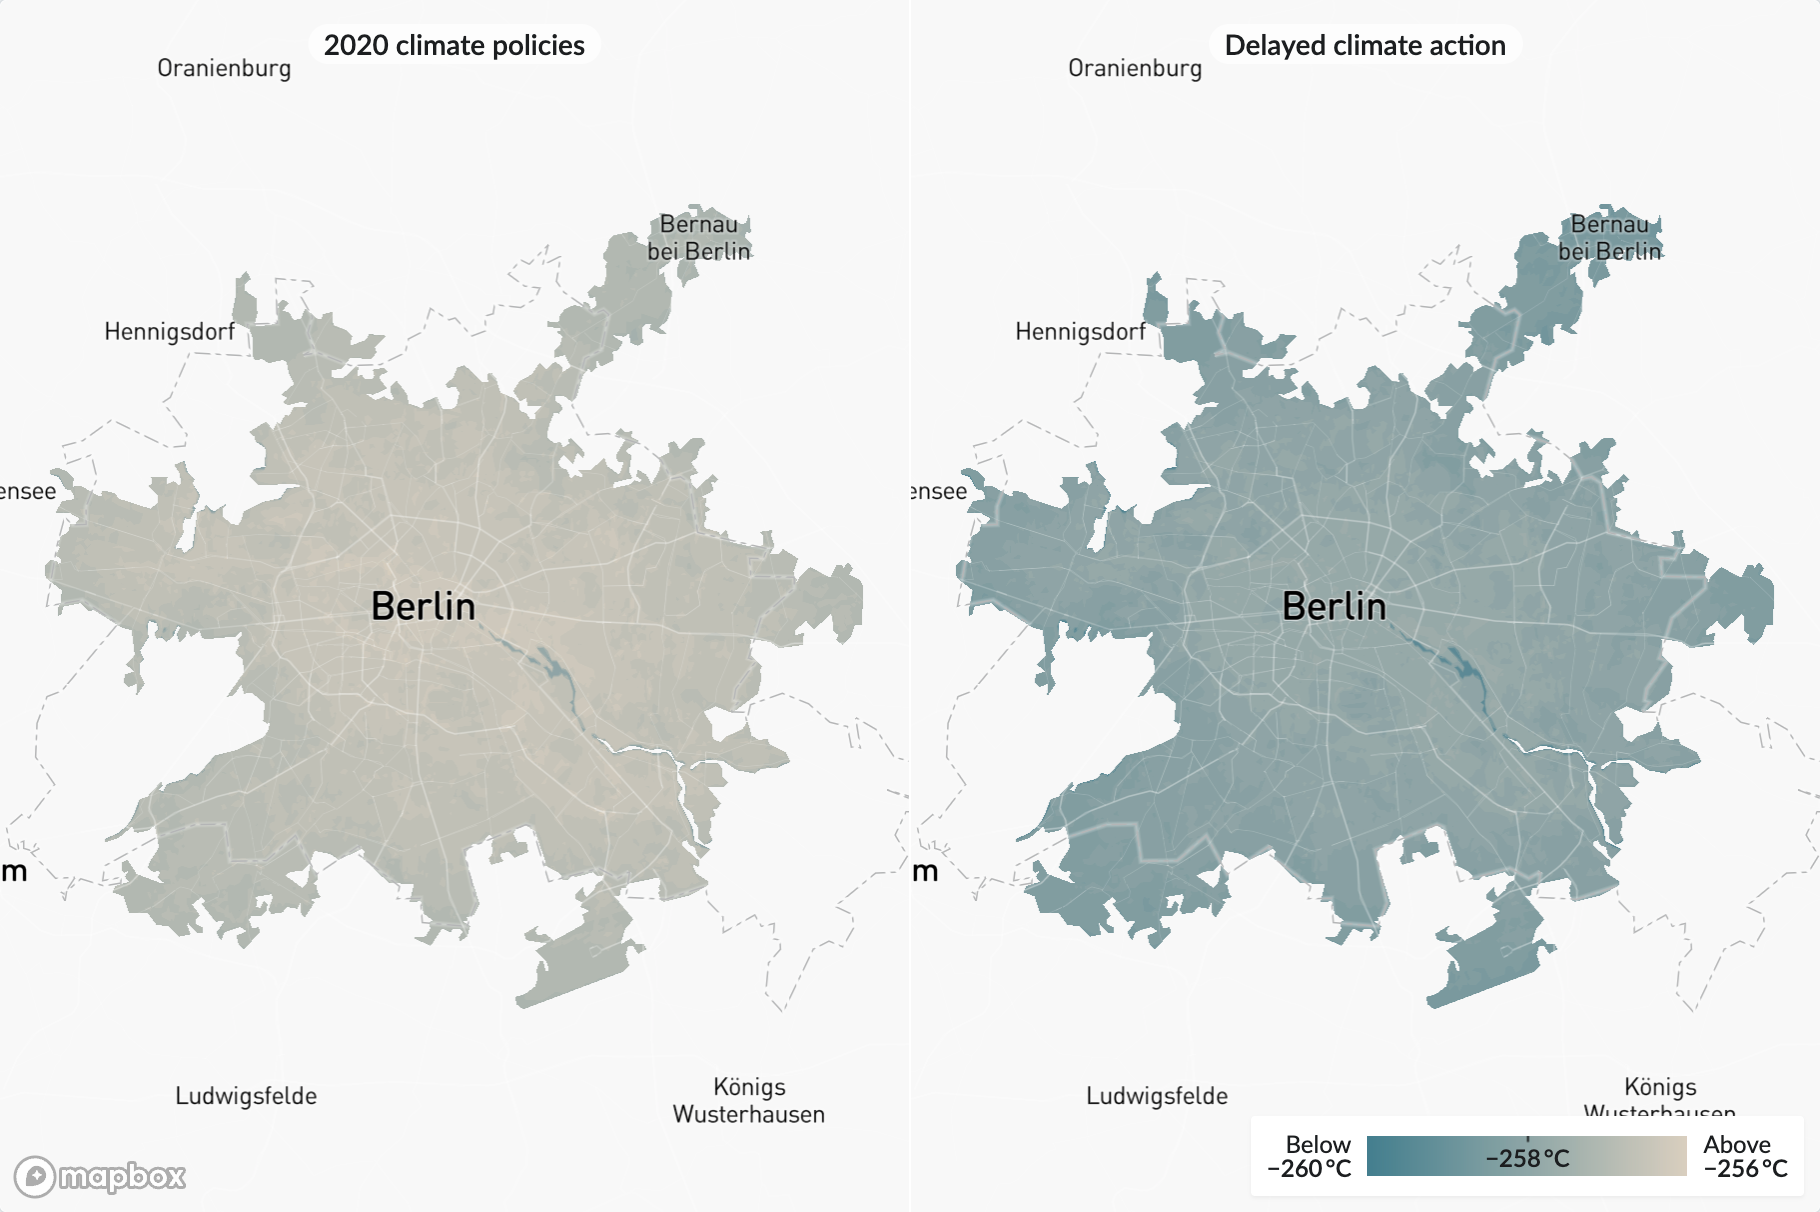 2020 climate policies
Oranienburg
Bernau
bei Berlin
Hennigsdorf
ensee
Berlin
m
Ludwigsfelde
Königs
Wusterhausen
mapbox
Delayed climate action
Oranienburg
Bernau
bei Berlin
Hennigsdorf
ensee
Berlin
m
Ludwigsfelde
Königs
Wusterhausen
Below
−260 °C
−258 °C
Above
−256 °C